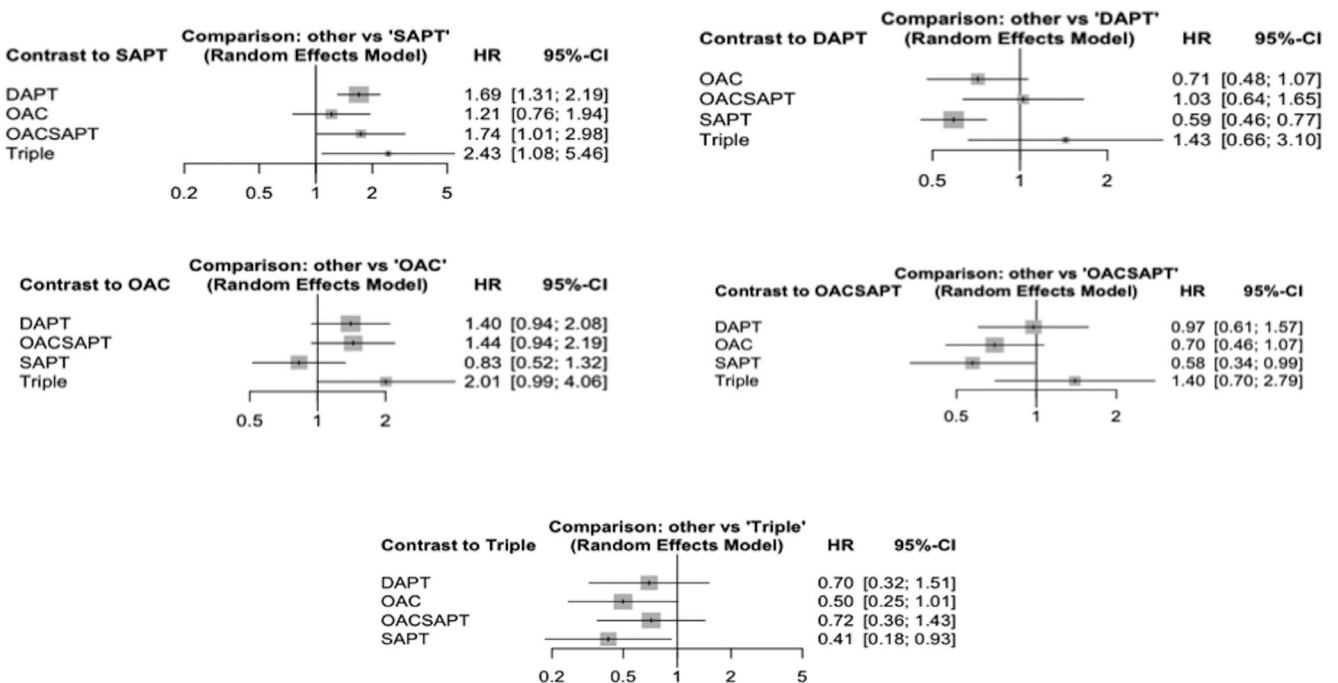 Comparison: other vs 'SAPT'
Contrast to SAPT (Random Effects Model) HR 95%-CI
DAPT 1.69 [1.31; 2.19]
OAC 1.21 [0.76; 1.94]
OACSAPT 1.74 [1.01; 2.98]
Triple 2.43 [1.08; 5.46]
0.2 0.5 1 2 5
Comparison: other vs 'DAPT'
Contrast to DAPT (Random Effects Model) HR 95%-CI
OAC 0.71 [0.48; 1.07]
OACSAPT 1.03 [0.64; 1.65]
SAPT 0.59 [0.46; 0.77]
Triple 1.43 [0.66; 3.10]
0.5 1 2
Comparison: other vs 'OAC'
Contrast to OAC (Random Effects Model) HR 95%-CI
DAPT 1.40 [0.94; 2.08]
OACSAPT 1.44 [0.94; 2.19]
SAPT 0.83 [0.52; 1.32]
Triple 2.01 [0.99; 4.06]
0.5 1 2
Comparison: other vs 'OACSAPT'
Contrast to OACSAPT (Random Effects Model) HR 95%-CI
DAPT 0.97 [0.61; 1.57]
OAC 0.70 [0.46; 1.07]
SAPT 0.58 [0.34; 0.99]
Triple 1.40 [0.70; 2.79]
0.5 1 2
Comparison: other vs 'Triple'
Contrast to Triple (Random Effects Model) HR 95%-CI
DAPT 0.70 [0.32; 1.51]
OAC 0.50 [0.25; 1.01]
OACSAPT 0.72 [0.36; 1.43]
SAPT 0.41 [0.18; 0.93]
0.2 0.5 1 2 5